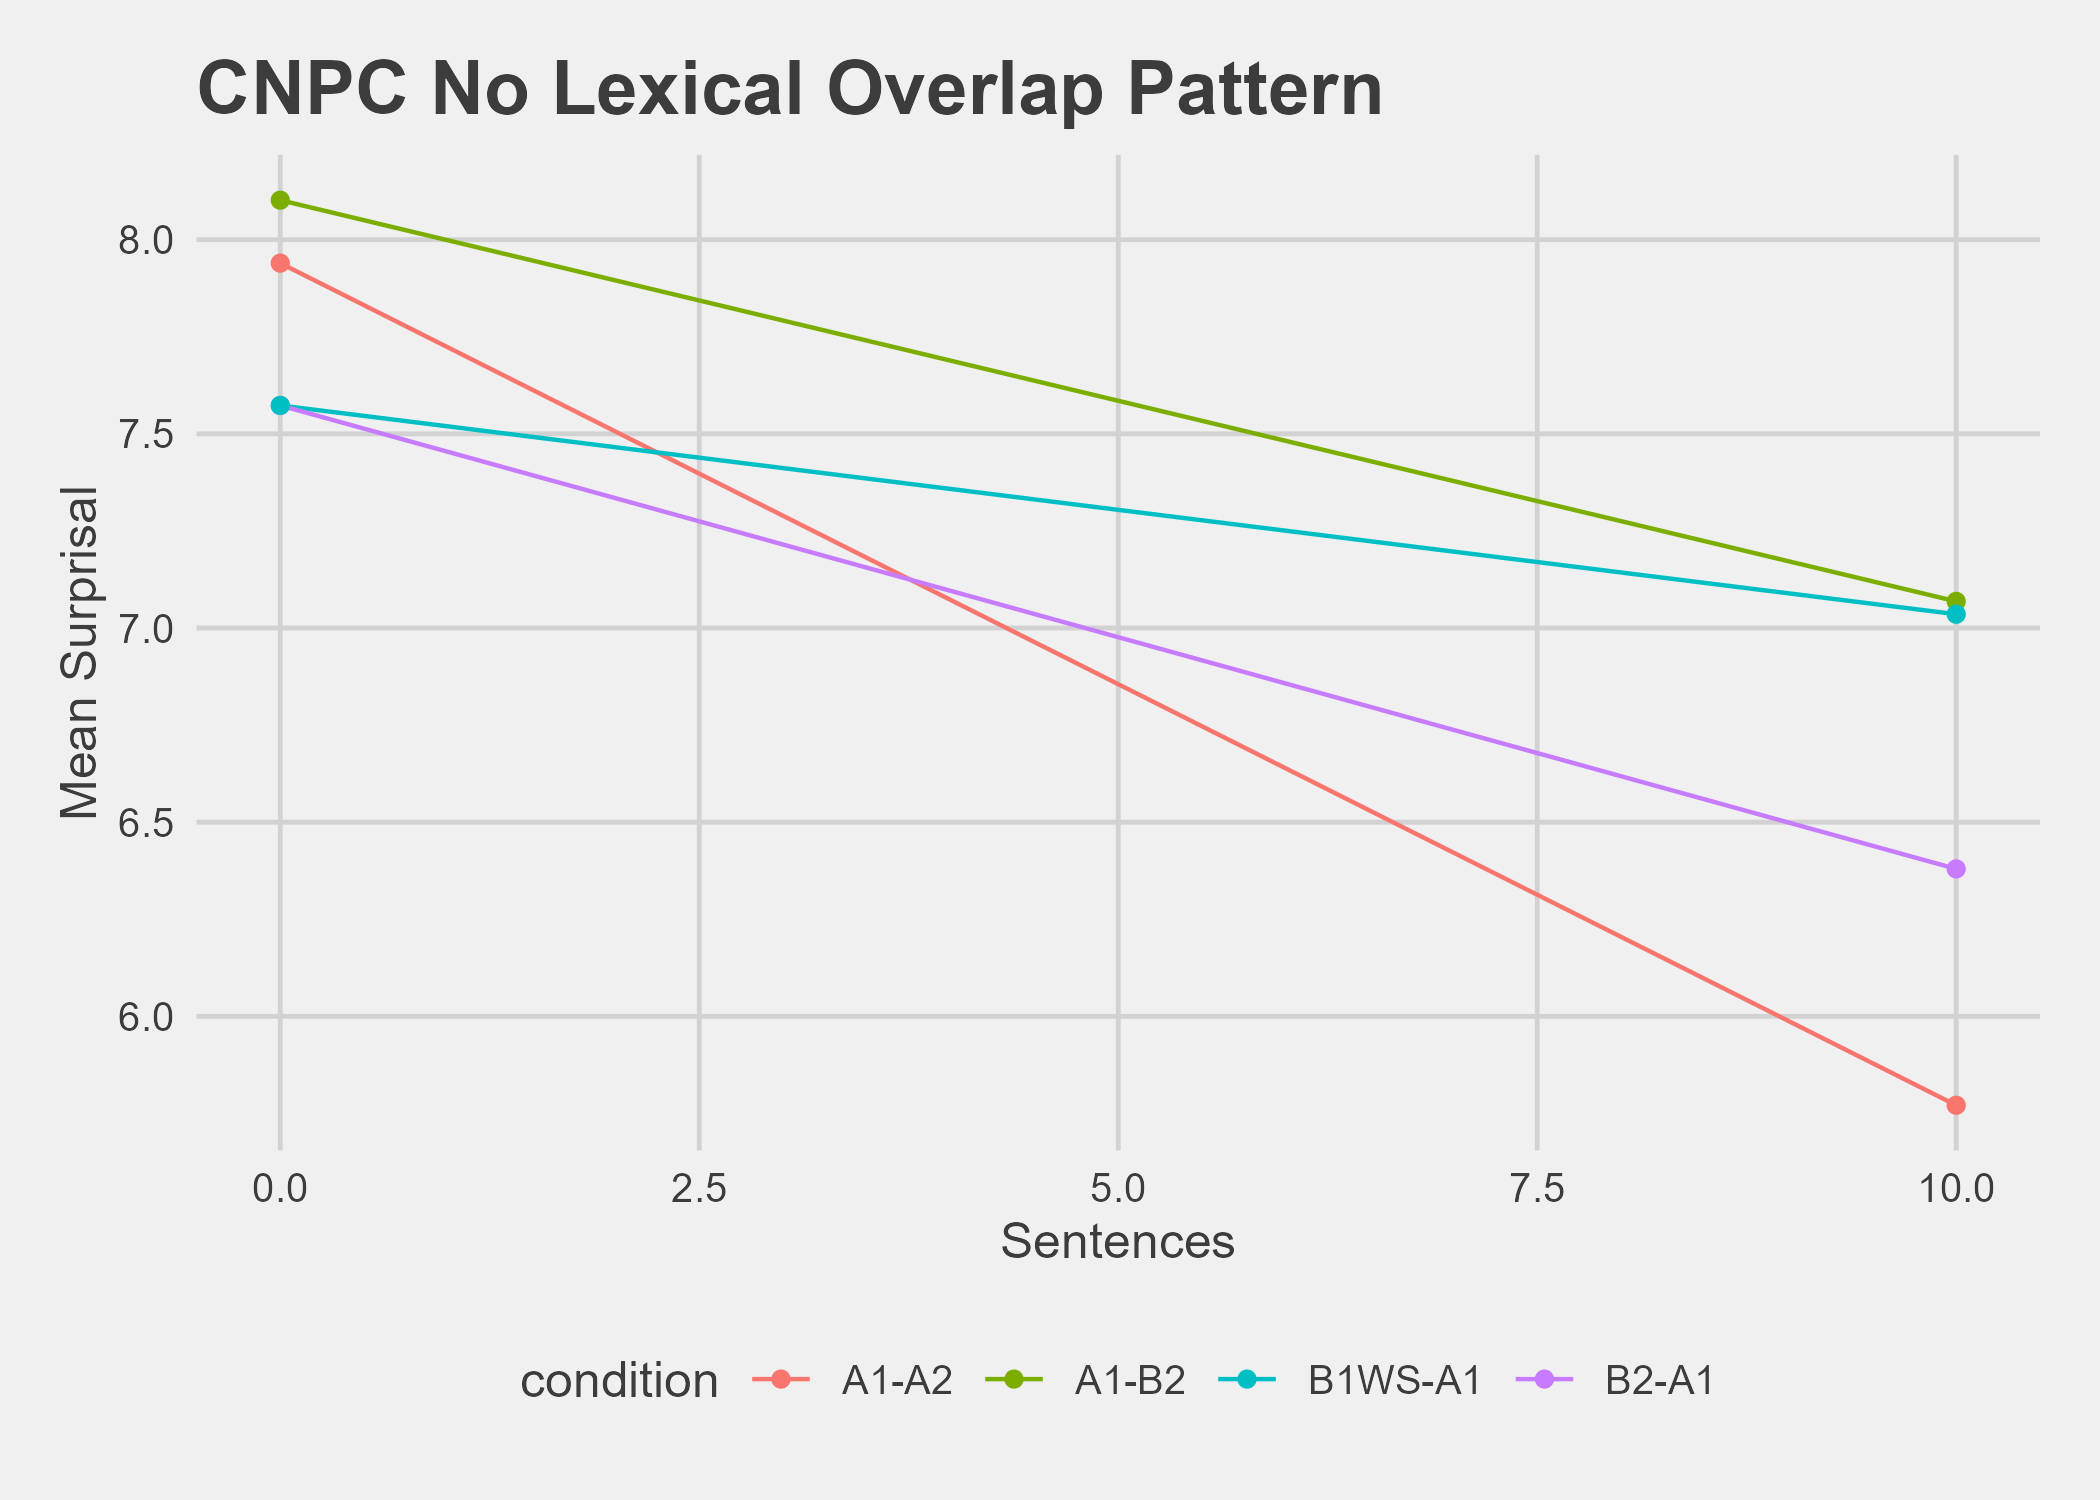 CNPC No Lexical Overlap Pattern
8.0
7.5
7.0
6.5
6.0
Mean Surprisal
0.0 2.5 5.0 7.5 10.0
Sentences
condition A1-A2 A1-B2 B1WS-A1 B2-A1